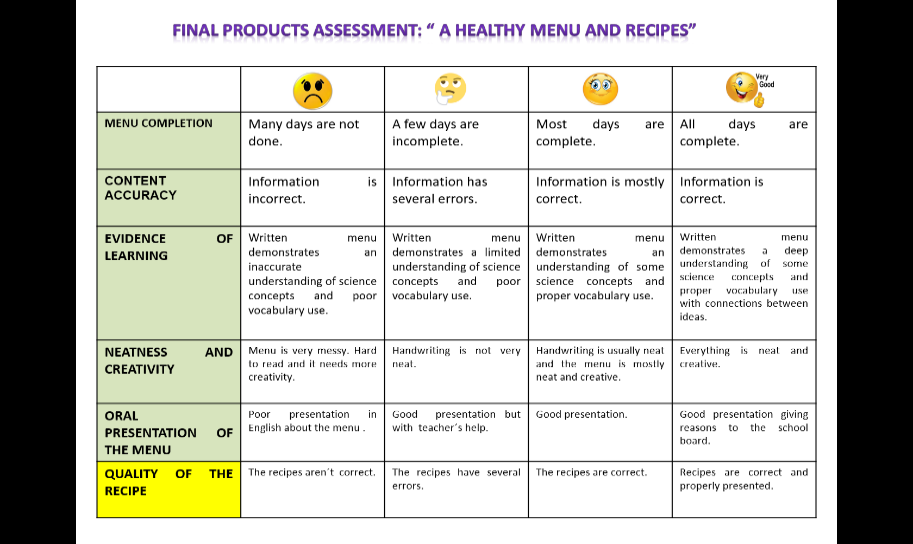 FINAL PRODUCTS ASSESSMENT: “ A HEALTHY MENU AND RECIPES”
Very
Good
MENU COMPLETION
Many days are not
done.
A few days are
incomplete.
Most days are
complete.
All days are
complete.
CONTENT
ACCURACY
Information is
incorrect.
Information has
several errors.
Information is mostly
correct.
Information is
correct.
EVIDENCE OF
LEARNING
Written menu
demonstrates an
inaccurate
understanding of science
concepts and poor
vocabulary use.
Written menu
demonstrates a limited
understanding of science
concepts and poor
vocabulary use.
Written menu
demonstrates an
understanding of some
science concepts and
proper vocabulary use.
Written menu
demonstrates a deep
understanding of some
science concepts and
proper vocabulary use
with connections between
ideas.
NEATNESS AND
CREATIVITY
Menu is very messy. Hard
to read and it needs more
creativity.
Handwriting is not very
neat.
Handwriting is usually neat
and the menu is mostly
neat and creative.
Everything is neat and
creative.
ORAL
PRESENTATION OF
THE MENU
Poor presentation in
English about the menu .
Good presentation but
with teacher´s help.
Good presentation.
Good presentation giving
reasons to the school
board.
QUALITY OF THE
RECIPE
The recipes aren´t correct.
The recipes have several
errors.
The recipes are correct.
Recipes are correct and
properly presented.